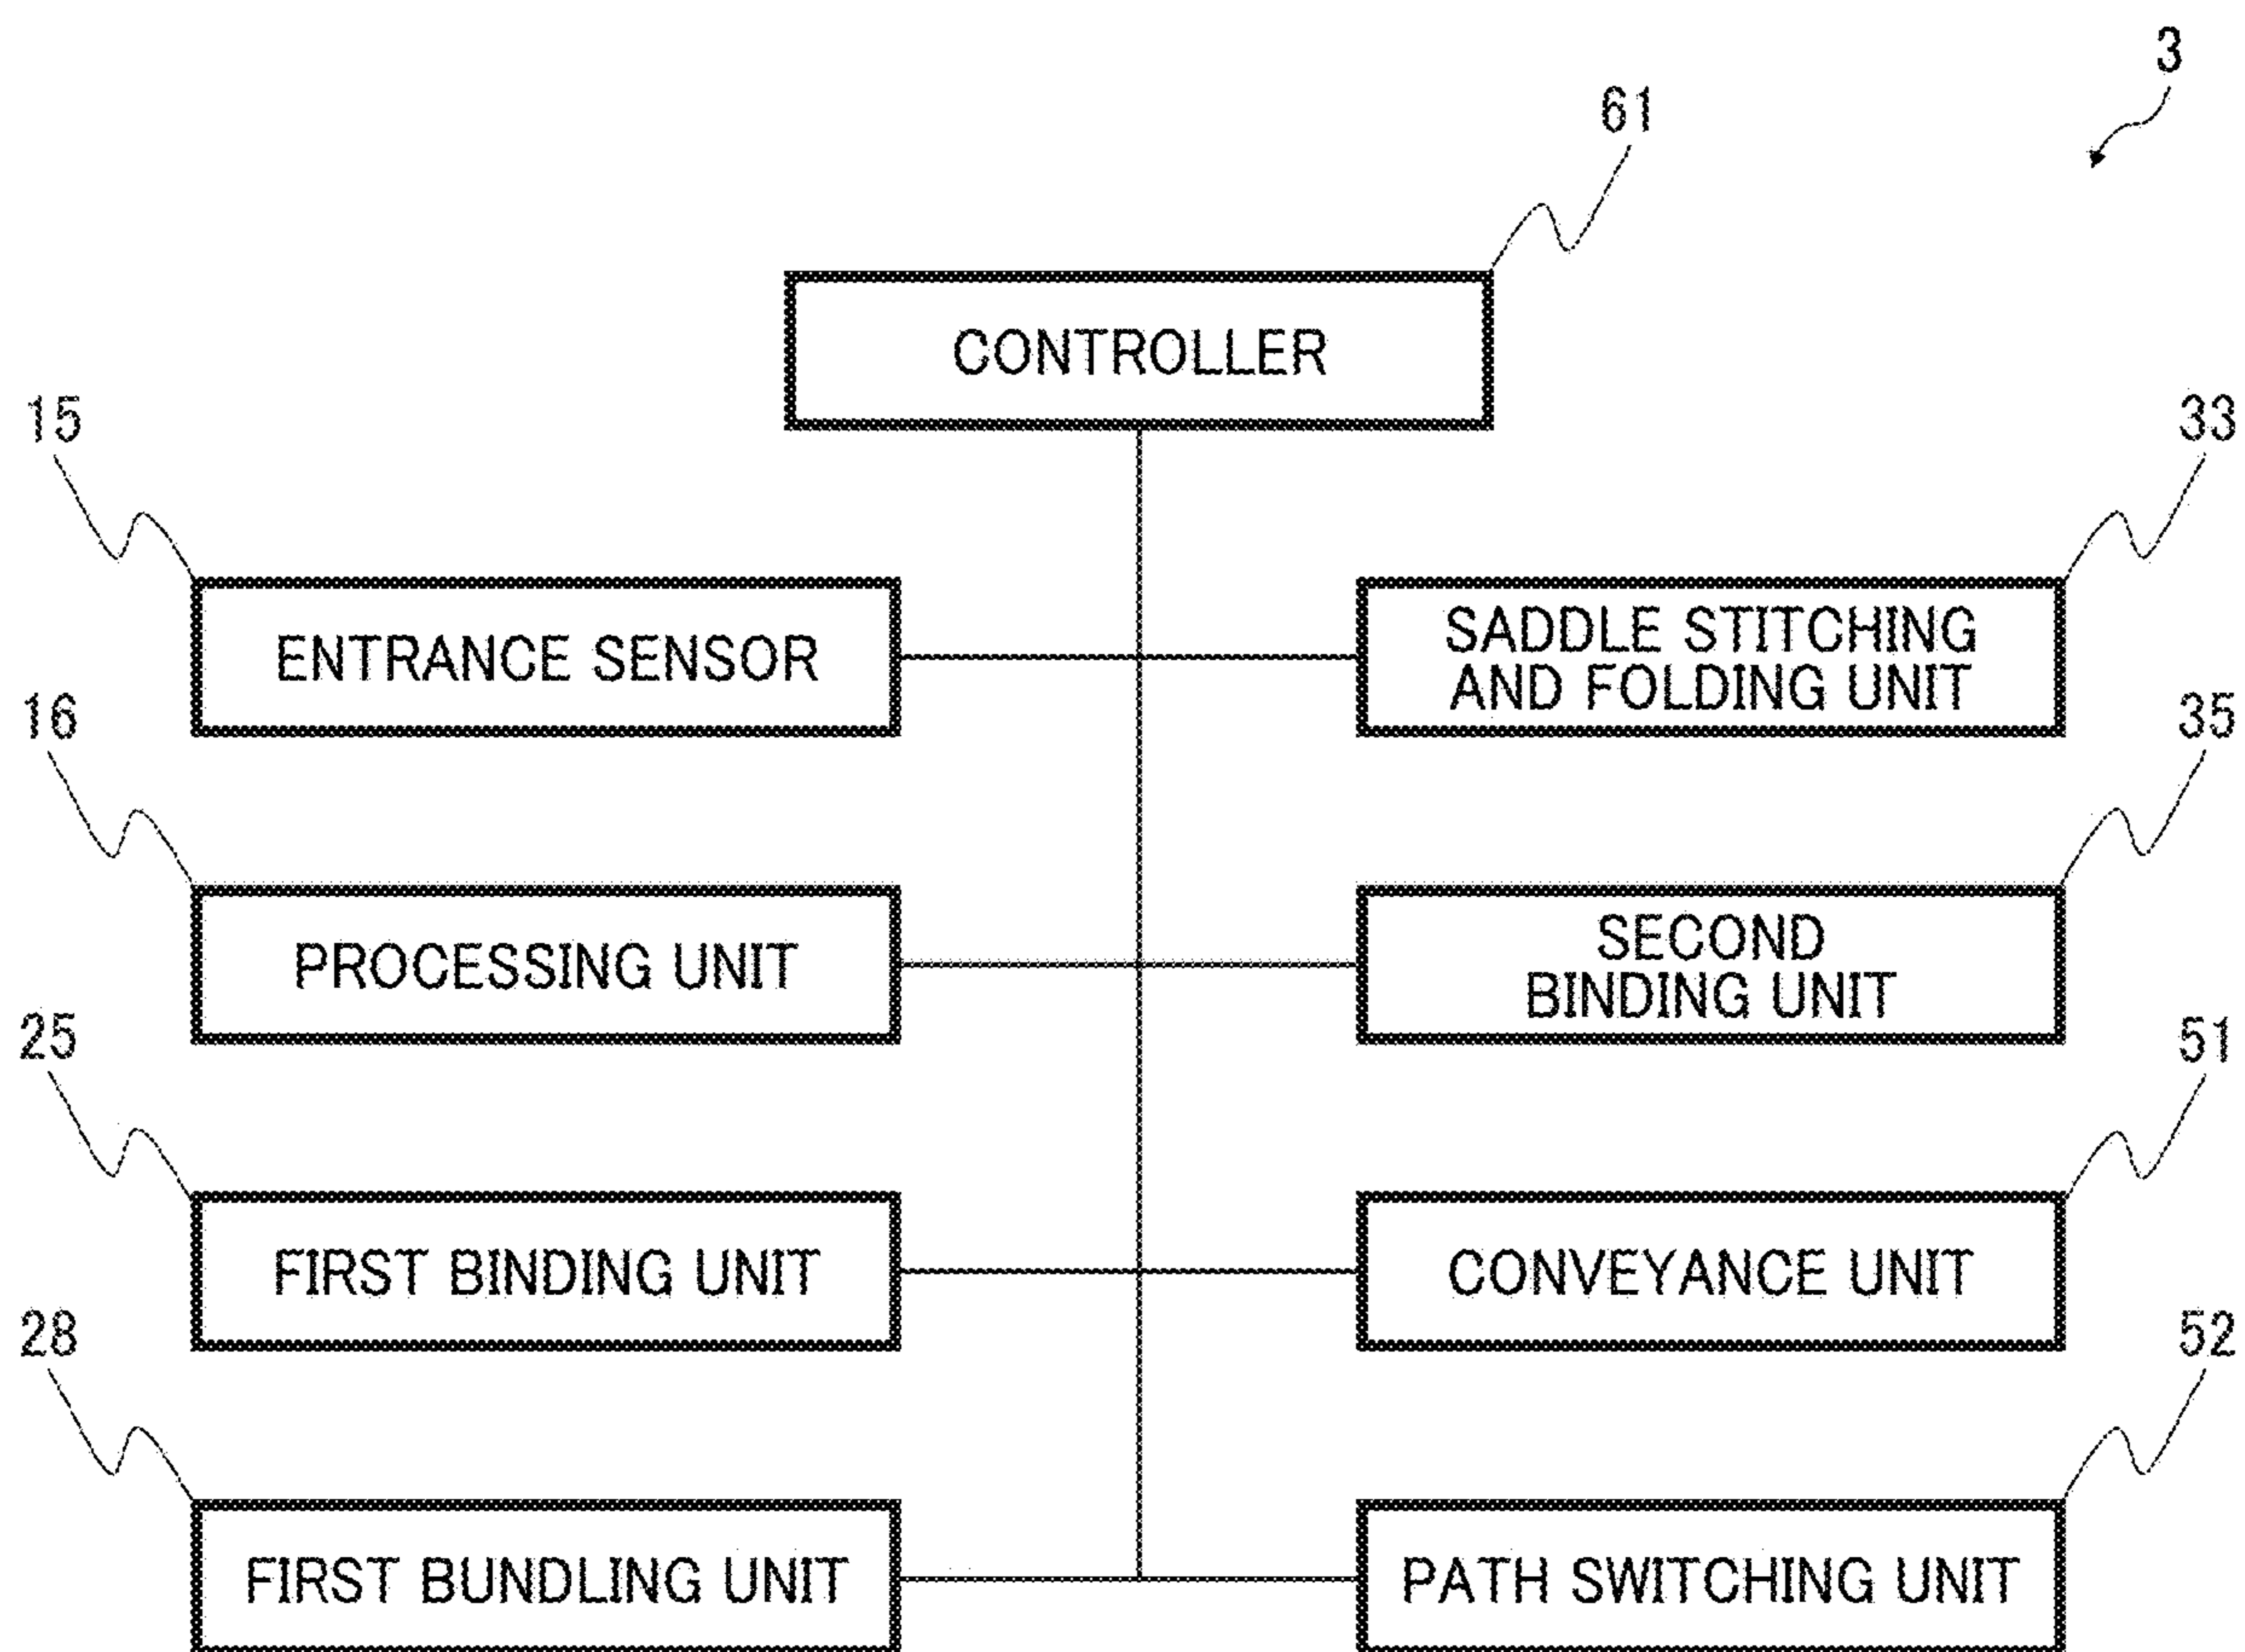 3
61
CONTROLLER
15
33
ENTRANCE SENSOR
SADDLE STITCHING
AND FOLDING UNIT
16
35
PROCESSING UNIT
SECOND
BINDING UNIT
25
51
FIRST BINDING UNIT
CONVEYANCE UNIT
28
52
FIRST BUNDLING UNIT
PATH SWITCHING UNIT